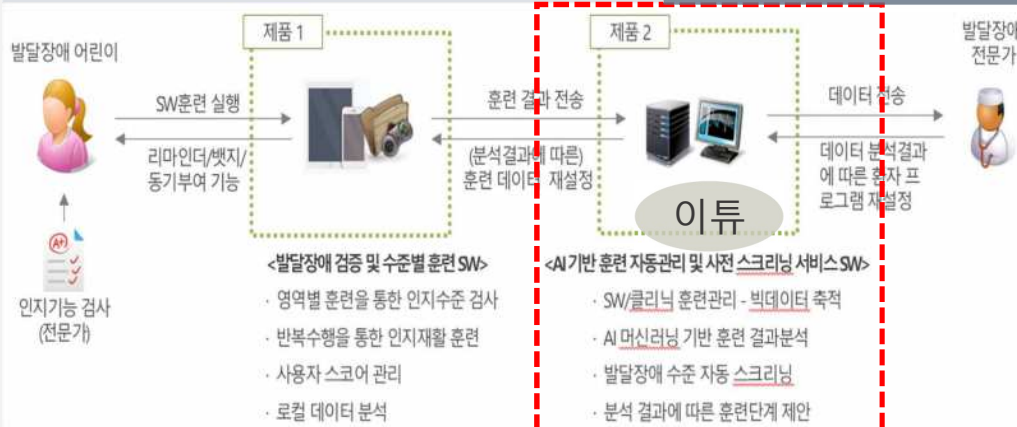 제품 1
제품 2
발달장애 어린이
발달장애
전문가
SW훈련 실행
리마인더/뱃지/
동기부여 기능
훈련 결과 전송
(분석결과에 따른)
훈련 데이터 재설정
데이터 전송
데이터 분석결과
에 따른 환자 프
로그램 재설정
이튜
A+
인지기능 검사
(전문가)
<발달장애 검증 및 수준별 훈련 SW>
· 영역별 훈련을 통한 인지수준 검사
· 반복수행을 통한 인지재활 훈련
· 사용자 스코어 관리
· 로컬 데이터 분석
<AI 기반 훈련 자동관리 및 사전 스크리닝 서비스 SW>
· SW/클리닉 훈련관리 - 빅데이터 축적
· AI 머신러닝 기반 훈련 결과분석
· 발달장애 수준 자동 스크리닝
· 분석 결과에 따른 훈련단계 제안